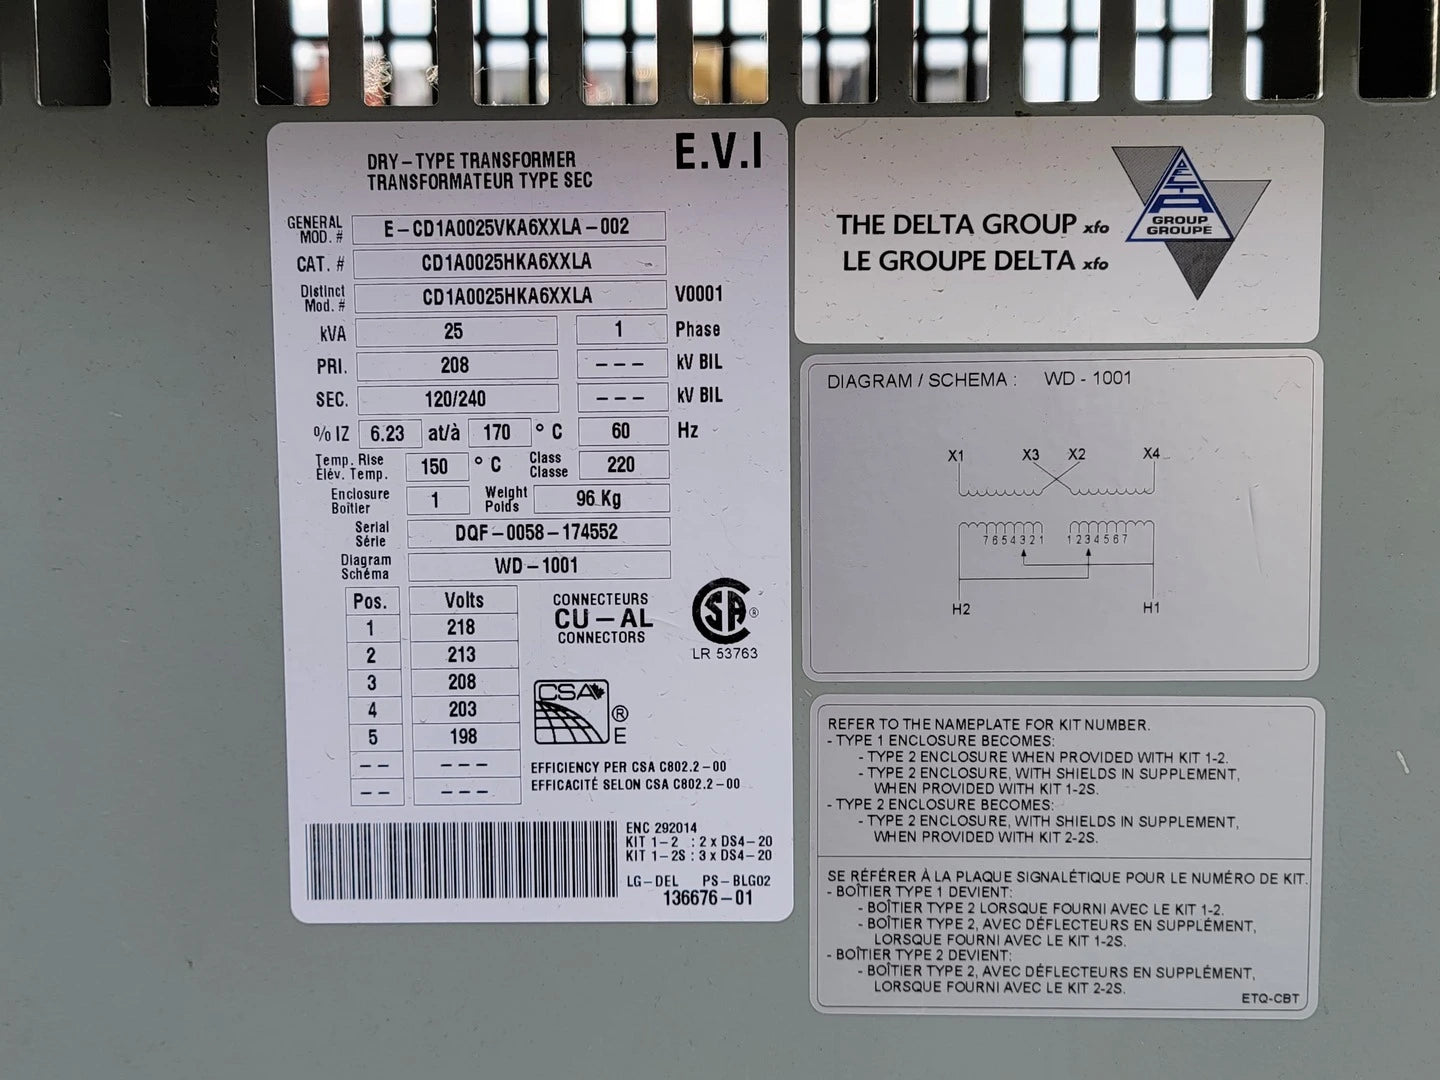 DRY-TYPE TRANSFORMER
TRANSFORMATEUR TYPE SEC
E.V.I
GENERAL MOD. # E-CD1A0025VKA6XXLA-002
CAT. # CD1A0025HKA6XXLA
Distinct Mod. # CD1A0025HKA6XXLA V0001
kVA 25 1 Phase
PRI. 208 --- kV BIL
SEC. 120/240 --- kV BIL
% IZ 6.23 at/à 170 °C 60 Hz
Temp. Rise Élév. Temp. 150 °C Class Classe 220
Enclosure Boîtier 1 Weight Poids 96 Kg
Serial Série DQF-0058-174552
Diagram Schéma WD-1001
Pos. Volts
1 218
2 213
3 208
4 203
5 198
-- ---
-- ---
CONNECTEURS
CU-AL
CONNECTORS
SA ®
LR 53763
CSA ®
E
EFFICIENCY PER CSA C802.2-00
EFFICACITÉ SELON CSA C802.2-00
ENC 292014
KIT 1-2 : 2 x DS4-20
KIT 1-2S : 3 x DS4-20
LG-DEL PS-BLG02
136676-01
THE DELTA GROUP xfo
LE GROUPE DELTA xfo
DELTA
GROUP
GROUPE
DIAGRAM / SCHEMA : WD - 1001
X1 X3 X2 X4
7654321 1234567
H2 H1
REFER TO THE NAMEPLATE FOR KIT NUMBER.
- TYPE 1 ENCLOSURE BECOMES:
- TYPE 2 ENCLOSURE WHEN PROVIDED WITH KIT 1-2.
- TYPE 2 ENCLOSURE, WITH SHIELDS IN SUPPLEMENT,
WHEN PROVIDED WITH KIT 1-2S.
- TYPE 2 ENCLOSURE BECOMES:
- TYPE 2 ENCLOSURE, WITH SHIELDS IN SUPPLEMENT,
WHEN PROVIDED WITH KIT 2-2S.
SE RÉFÉRER À LA PLAQUE SIGNALÉTIQUE POUR LE NUMÉRO DE KIT.
- BOÎTIER TYPE 1 DEVIENT:
- BOÎTIER TYPE 2 LORSQUE FOURNI AVEC LE KIT 1-2.
- BOÎTIER TYPE 2, AVEC DÉFLECTEURS EN SUPPLÉMENT,
LORSQUE FOURNI AVEC LE KIT 1-2S.
- BOÎTIER TYPE 2 DEVIENT:
- BOÎTIER TYPE 2, AVEC DÉFLECTEURS EN SUPPLÉMENT,
LORSQUE FOURNI AVEC LE KIT 2-2S.
ETQ-CBT